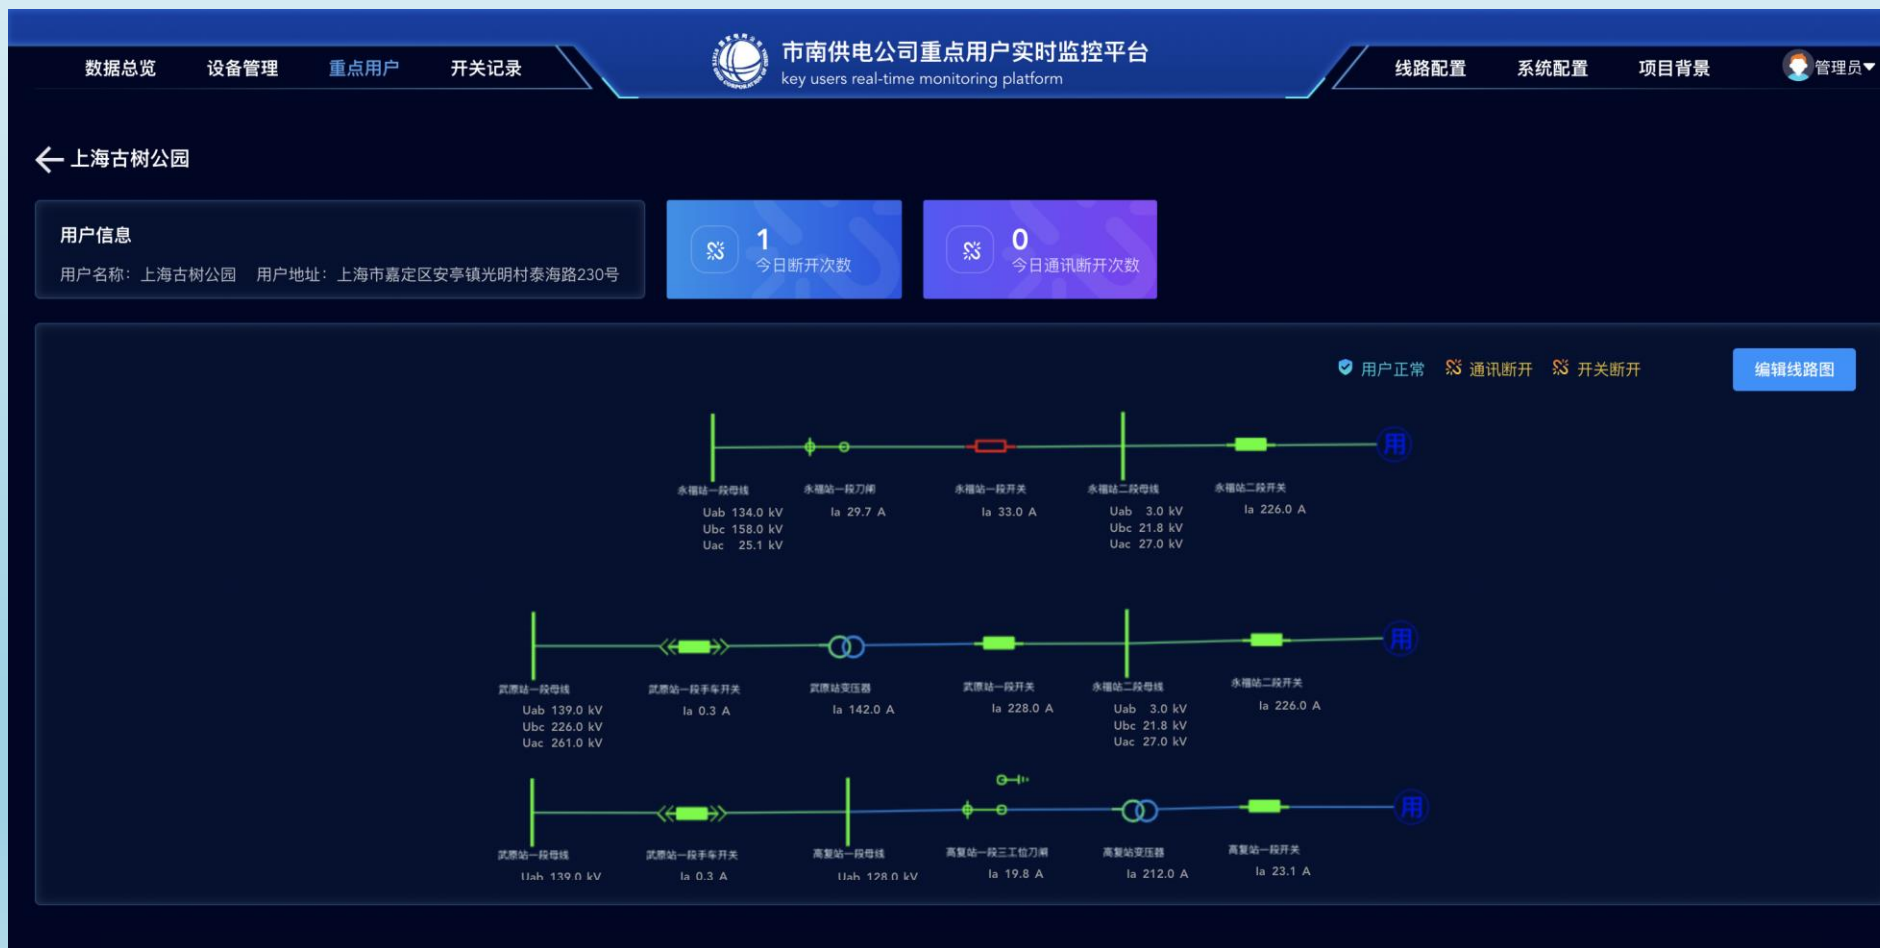 数据总览 设备管理 重点用户 开关记录
市南供电公司重点用户实时监控平台
key users real-time monitoring platform
线路配置 系统配置 项目背景 管理员
上海古树公园
用户信息
用户名称：上海古树公园 用户地址：上海市嘉定区安亭镇光明村泰海路230号
1
今日断开次数
0
今日通讯断开次数
用户正常 通讯断开 开关断开
编辑线路图
用
永福站一段母线 永福站一段刀闸 永福站一段开关 永福站二段母线 永福站二段开关
Uab 134.0 kV Ia 29.7 A Ia 33.0 A Uab 3.0 kV Ia 226.0 A
Ubc 158.0 kV Ubc 21.8 kV
Uac 25.1 kV Uac 27.0 kV
用
武原站一段母线 武原站一段手车开关 武原站变压器 武原站一段开关 永福站二段母线 永福站二段开关
Uab 139.0 kV Ia 0.3 A Ia 142.0 A Ia 228.0 A Uab 3.0 kV Ia 226.0 A
Ubc 226.0 kV Ubc 21.8 kV
Uac 261.0 kV Uac 27.0 kV
用
武原站一段母线 武原站一段手车开关 高复站一段母线 高复站一段三工位刀闸 高复站变压器 高复站一段开关
Uab 139.0 kV Ia 0.3 A Uab 128.0 kV Ia 19.8 A Ia 212.0 A Ia 23.1 A